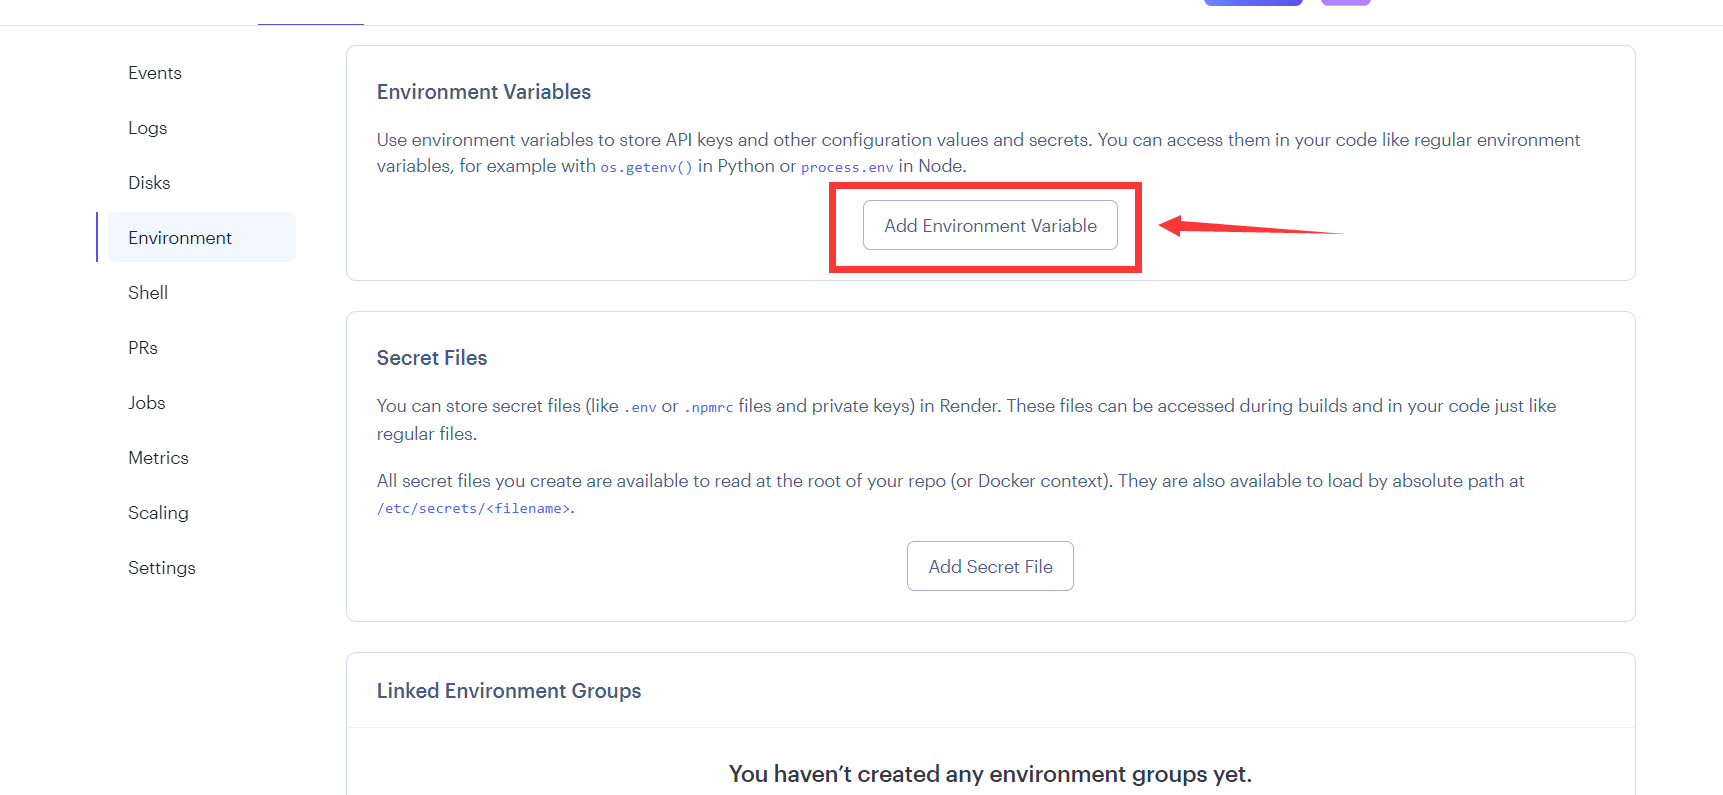 Events
Logs
Disks
Environment
Shell
PRs
Jobs
Metrics
Scaling
Settings
Environment Variables
Use environment variables to store API keys and other configuration values and secrets. You can access them in your code like regular environment
variables, for example with os.getenv() in Python or process.env in Node.
Add Environment Variable
Secret Files
You can store secret files (like .env or .npmrc files and private keys) in Render. These files can be accessed during builds and in your code just like
regular files.
All secret files you create are available to read at the root of your repo (or Docker context). They are also available to load by absolute path at
/etc/secrets/<filename>.
Add Secret File
Linked Environment Groups
You haven’t created any environment groups yet.